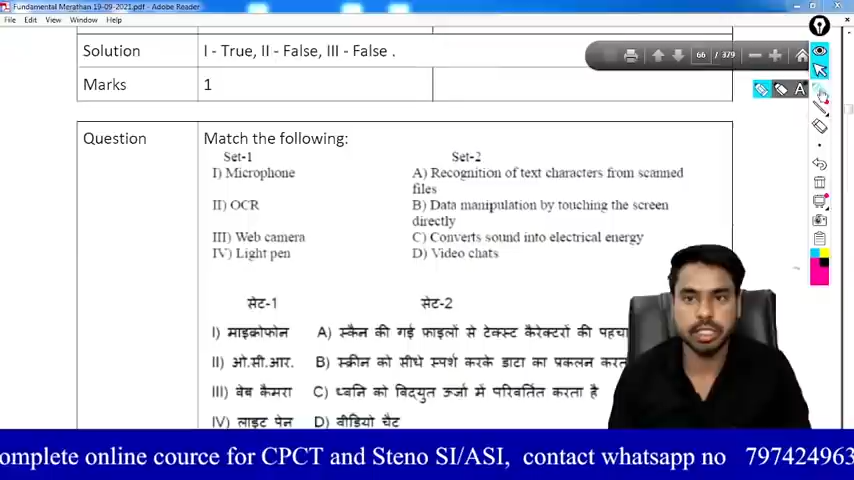 Fundamental Merathan 19-09-2021.pdf - Adobe Reader
File Edit View Window Help
Solution I - True, II - False, III - False .
66 / 379
Marks 1
Question Match the following:
Set-1 Set-2
I) Microphone A) Recognition of text characters from scanned
files
II) OCR B) Data manipulation by touching the screen
directly
III) Web camera C) Converts sound into electrical energy
IV) Light pen D) Video chats
सेट-1 सेट-2
I) माइक्रोफोन A) स्कैन की गई फ़ाइलों से टेक्स्ट कैरेक्टरों की पहचा
II) ओ.सी.आर. B) स्क्रीन को सीधे स्पर्श करके डाटा का प्रकलन करत
III) वेब कैमरा C) ध्वनि को विद्युत ऊर्जा में परिवर्तित करता है
IV) लाइट पेन D) वीडियो चैट
omplete online cource for CPCT and Steno SI/ASI, contact whatsapp no 797424963